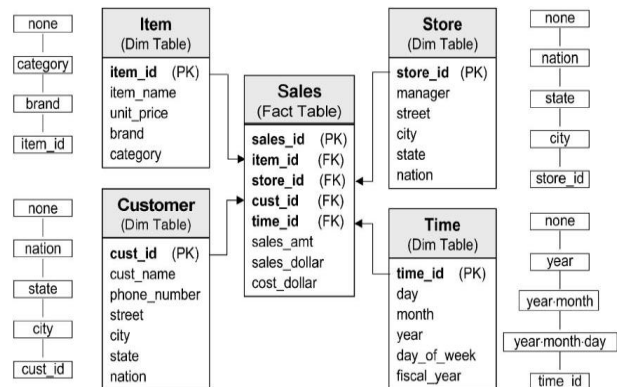 none
category
brand
item_id
Item
(Dim Table)
item_id (PK)
item_name
unit_price
brand
category
Sales
(Fact Table)
sales_id (PK)
item_id (FK)
store_id (FK)
cust_id (FK)
time_id (FK)
sales_amt
sales_dollar
cost_dollar
Store
(Dim Table)
store_id (PK)
manager
street
city
state
nation
none
nation
state
city
store_id
none
nation
state
city
cust_id
Customer
(Dim Table)
cust_id (PK)
cust_name
phone_number
street
city
state
nation
Time
(Dim Table)
time_id (PK)
day
month
year
day_of_week
fiscal_year
none
year
year·month
year·month·day
time_id